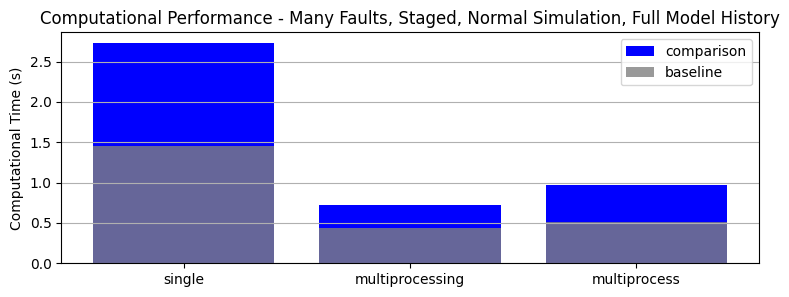 Computational Performance - Many Faults, Staged, Normal Simulation, Full Model History
comparison
baseline
Computational Time (s)
2.5
2.0
1.5
1.0
0.5
0.0
single
multiprocessing
multiprocess